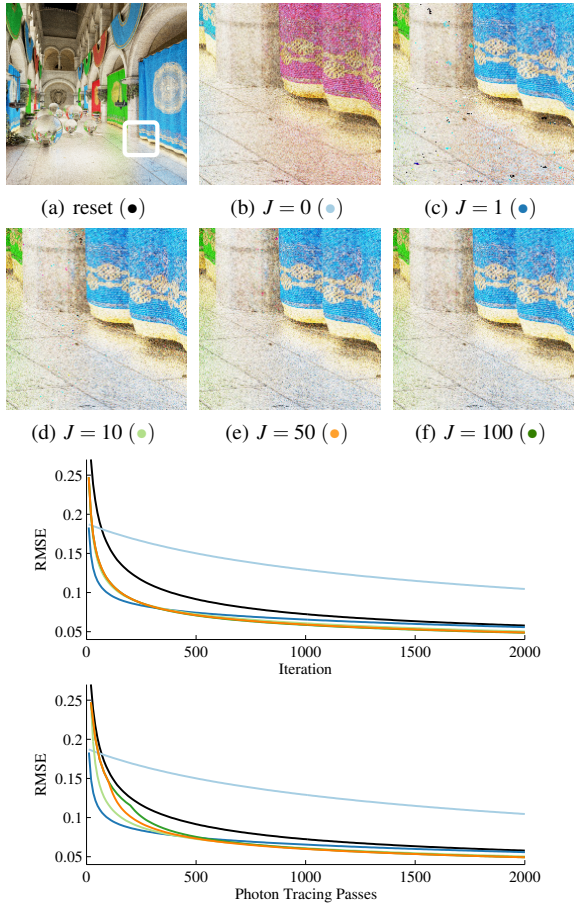 (a) reset (●)
(b) J = 0 (●)
(c) J = 1 (●)
(d) J = 10 (●)
(e) J = 50 (●)
(f) J = 100 (●)
0.25
0.2
0.15
0.1
0.05
RMSE
0 500 1000 1500 2000
Iteration
0.25
0.2
0.15
0.1
0.05
RMSE
0 500 1000 1500 2000
Photon Tracing Passes